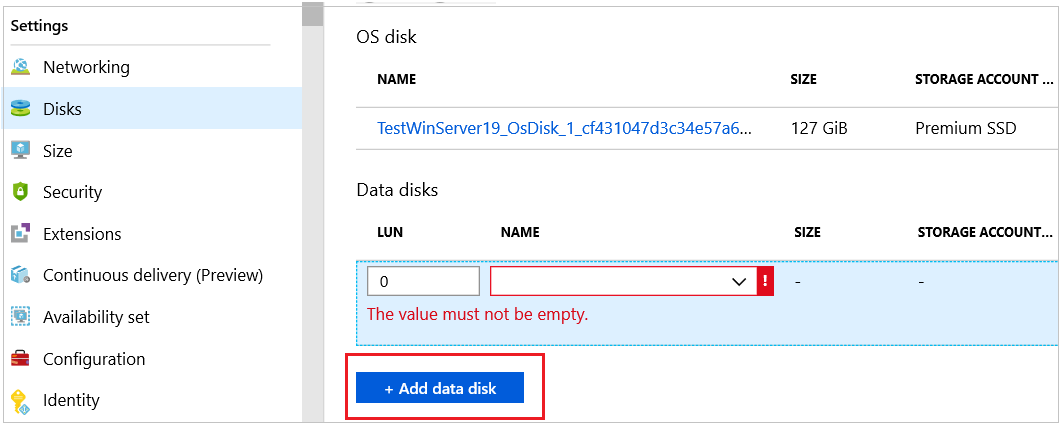 Settings
Networking
Disks
Size
Security
Extensions
Continuous delivery (Preview)
Availability set
Configuration
Identity
OS disk
NAME SIZE STORAGE ACCOUNT ...
TestWinServer19_OsDisk_1_cf431047d3c34e57a6... 127 GiB Premium SSD
Data disks
LUN NAME SIZE STORAGE ACCOUNT...
0 ! - -
The value must not be empty.
+ Add data disk